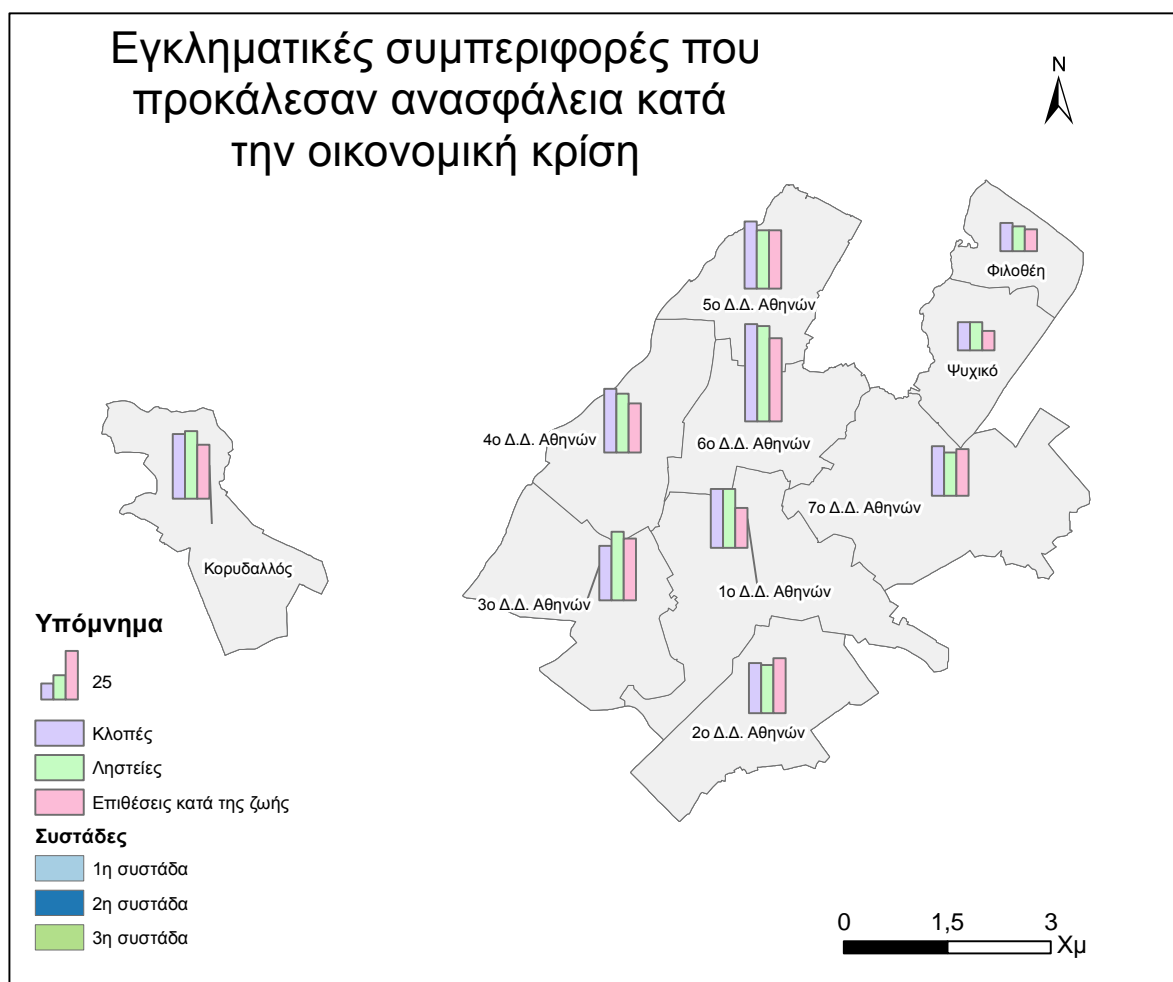 Εγκληματικές συμπεριφορές που
προκάλεσαν ανασφάλεια κατά
την οικονομική κρίση
N
Φιλοθέη
5ο Δ.Δ. Αθηνών
Ψυχικό
4ο Δ.Δ. Αθηνών
6ο Δ.Δ. Αθηνών
7ο Δ.Δ. Αθηνών
Κορυδαλλός
3ο Δ.Δ. Αθηνών
1ο Δ.Δ. Αθηνών
2ο Δ.Δ. Αθηνών
Υπόμνημα
25
Κλοπές
Ληστείες
Επιθέσεις κατά της ζωής
Συστάδες
1η συστάδα
2η συστάδα
3η συστάδα
0 1,5 3
Χμ